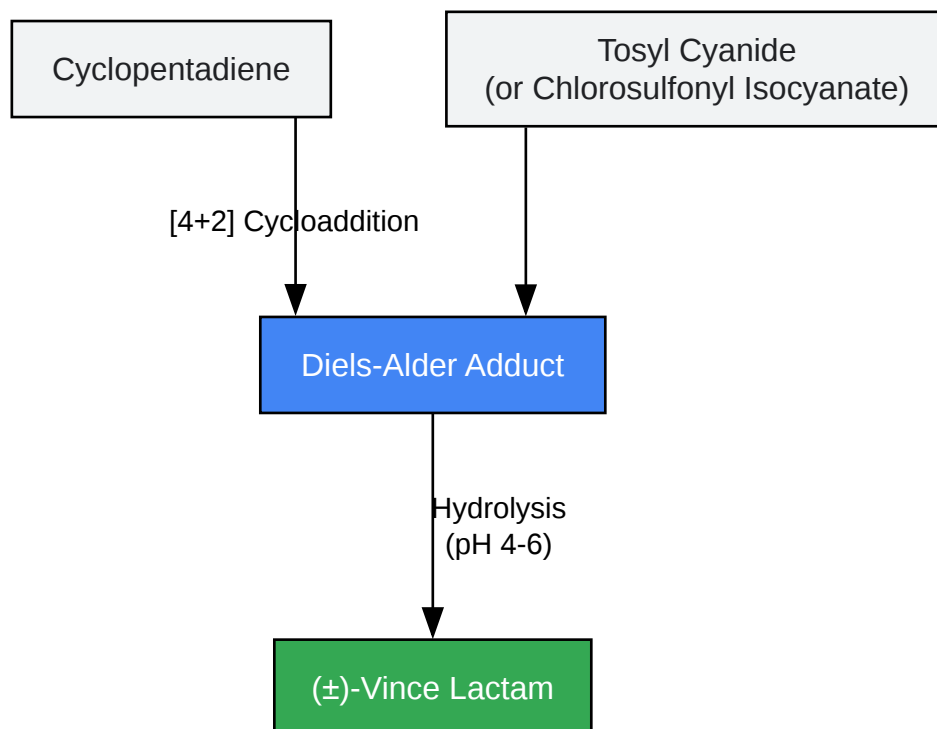 Cyclopentadiene
Tosyl Cyanide
(or Chlorosulfonyl Isocyanate)
[4+2] Cycloaddition
Diels-Alder Adduct
Hydrolysis
(pH 4-6)
(±)-Vince Lactam